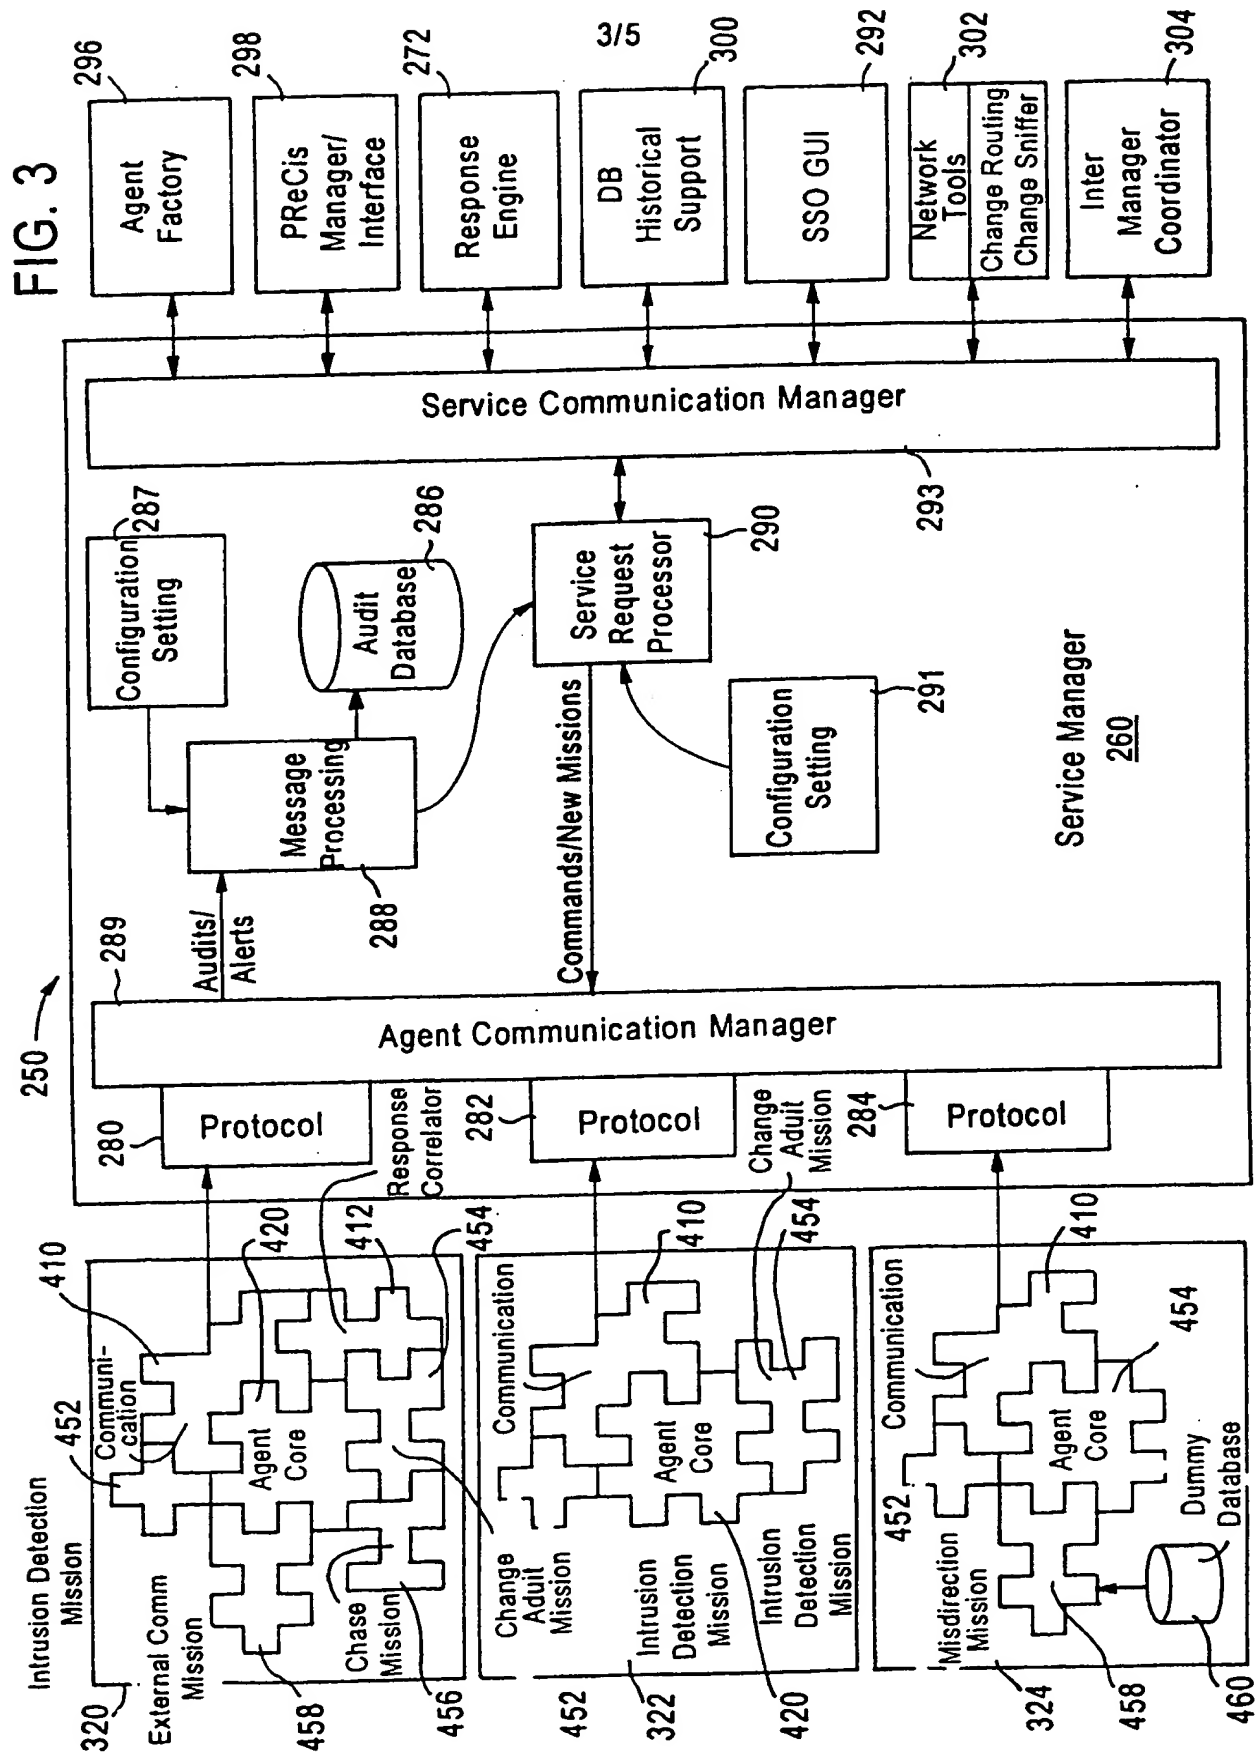 FIG. 3
3/5
250
296
Agent
Factory
298
PReCis
Manager/
Interface
272
Response
Engine
300
DB
Historical
Support
292
SSO GUI
302
Network
Tools
Change Routing
Change Sniffer
304
Inter
Manager
Coordinator
Service Communication Manager
293
287
Configuration
Setting
286
Audit
Database
290
Service
Request
Processor
291
Configuration
Setting
Message
Processing
288
Audits/
Alerts
Commands/New Missions
Service Manager
260
289
Agent Communication Manager
280
Protocol
282
Protocol
284
Protocol
Response
Correlator
Change
Aduit
Mission
Intrusion Detection
Mission
320
External Comm
Mission
452
Communi-
cation
410
420
412
454
Agent
Core
458
Chase
Mission
456
Change
Aduit
Mission
Communication
410
454
Agent
Core
452
322
Intrusion
Detection
Mission
420
Intrusion
Detection
Mission
Communication
410
454
452
Agent
Core
Misdirection
Mission
324
458
Dummy
Database
460